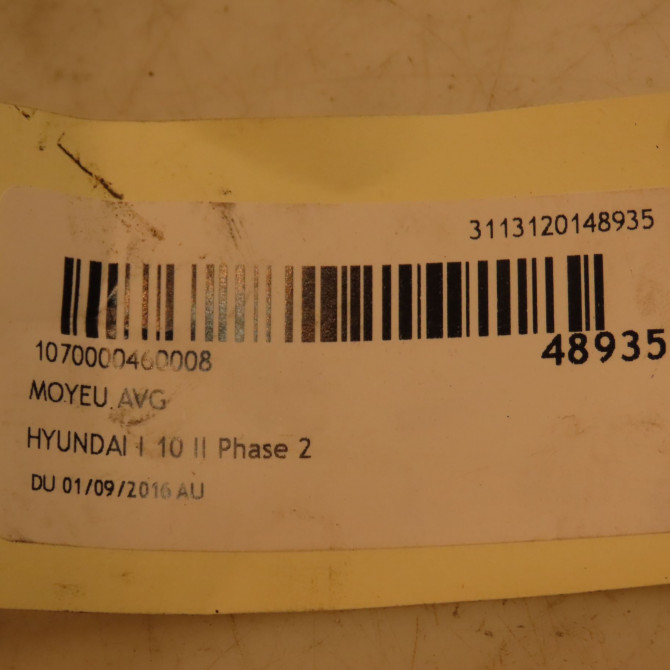 3113120148935
1070000460008
48935
MOYEU AVG
HYUNDAI I 10 II Phase 2
DU 01/09/2016 AU